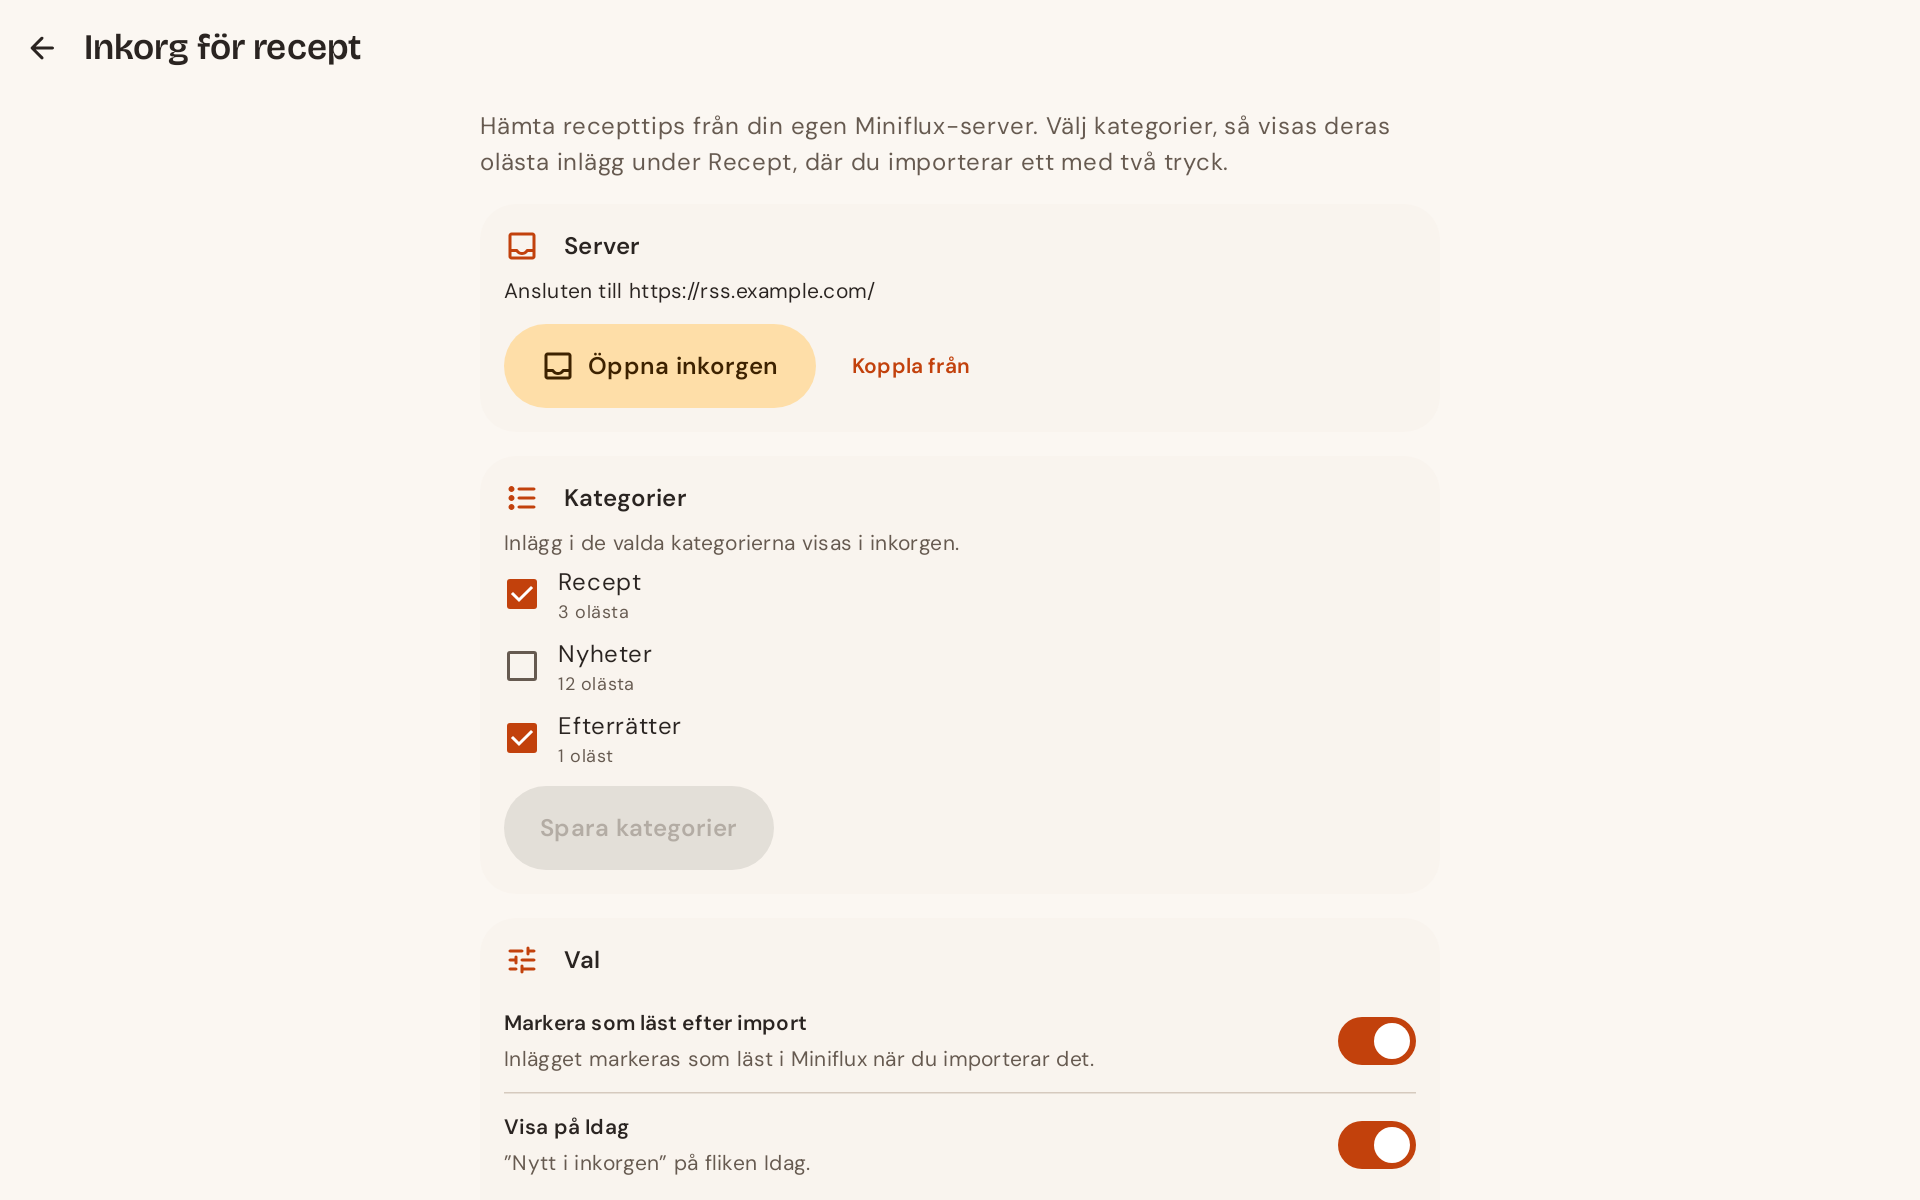 Inkorg för recept
Hämta recepttips från din egen Miniflux-server. Välj kategorier, så visas deras
olästa inlägg under Recept, där du importerar ett med två tryck.
Server
Ansluten till https://rss.example.com/
Öppna inkorgen
Koppla från
Kategorier
Inlägg i de valda kategorierna visas i inkorgen.
Recept
3 olästa
Nyheter
12 olästa
Efterrätter
1 oläst
Spara kategorier
Val
Markera som läst efter import
Inlägget markeras som läst i Miniflux när du importerar det.
Visa på Idag
”Nytt i inkorgen” på fliken Idag.